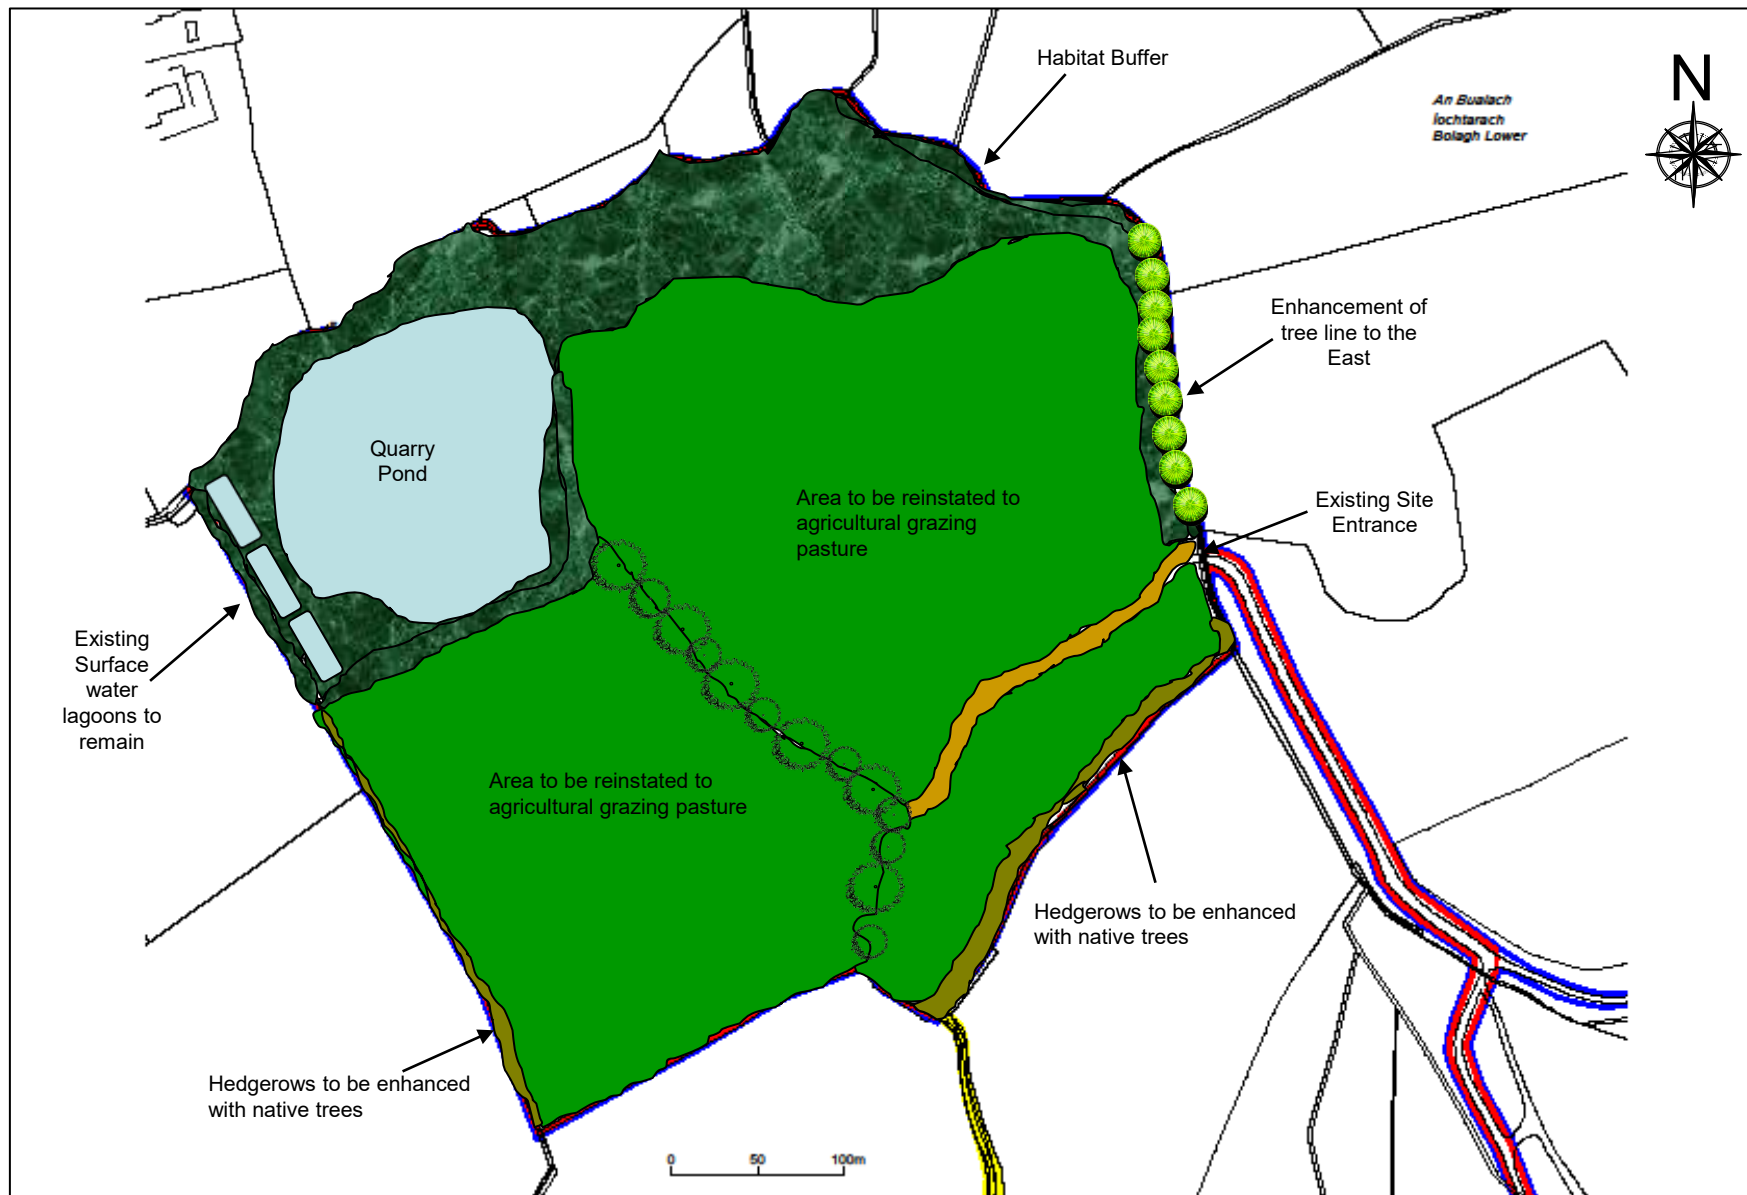 Habitat Buffer
N
An Bualach
Íochtarach
Bolagh Lower
Enhancement of
tree line to the
East
Quarry
Pond
Area to be reinstated to
agricultural grazing
pasture
Existing Site
Entrance
Existing
Surface
water
lagoons to
remain
Area to be reinstated to
agricultural grazing pasture
Hedgerows to be enhanced
with native trees
Hedgerows to be enhanced
with native trees
0 50 100m